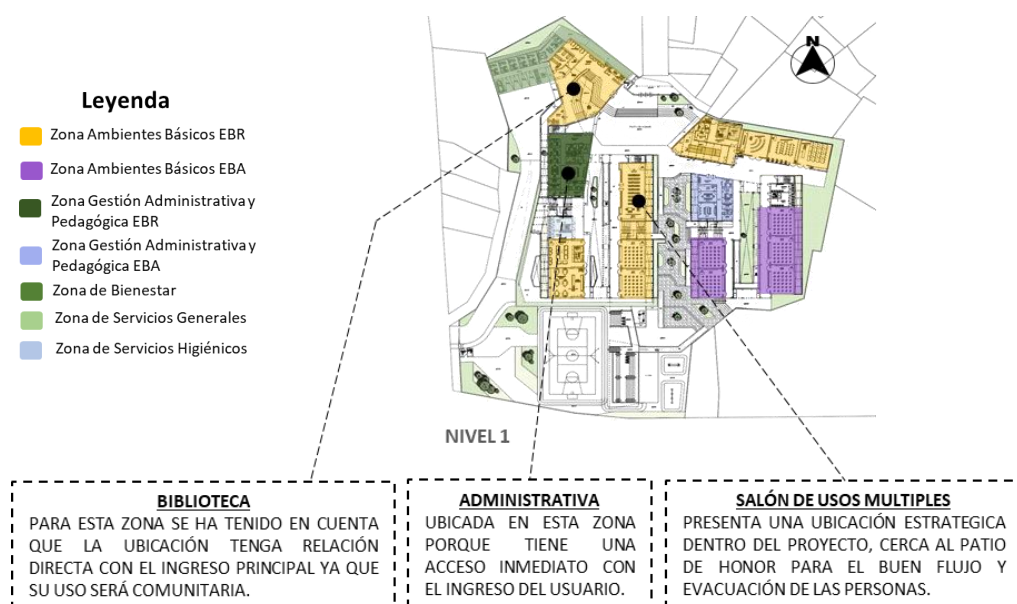 Leyenda
Zona Ambientes Básicos EBR
Zona Ambientes Básicos EBA
Zona Gestión Administrativa y
Pedagógica EBR
Zona Gestión Administrativa y
Pedagógica EBA
Zona de Bienestar
Zona de Servicios Generales
Zona de Servicios Higiénicos
N
NIVEL 1
BIBLIOTECA
PARA ESTA ZONA SE HA TENIDO EN CUENTA
QUE LA UBICACIÓN TENGA RELACIÓN
DIRECTA CON EL INGRESO PRINCIPAL YA QUE
SU USO SERÁ COMUNITARIA.
ADMINISTRATIVA
UBICADA EN ESTA ZONA
PORQUE TIENE UNA
ACCESO INMEDIATO CON
EL INGRESO DEL USUARIO.
SALÓN DE USOS MULTIPLES
PRESENTA UNA UBICACIÓN ESTRATEGICA
DENTRO DEL PROYECTO, CERCA AL PATIO
DE HONOR PARA EL BUEN FLUJO Y
EVACUACIÓN DE LAS PERSONAS.